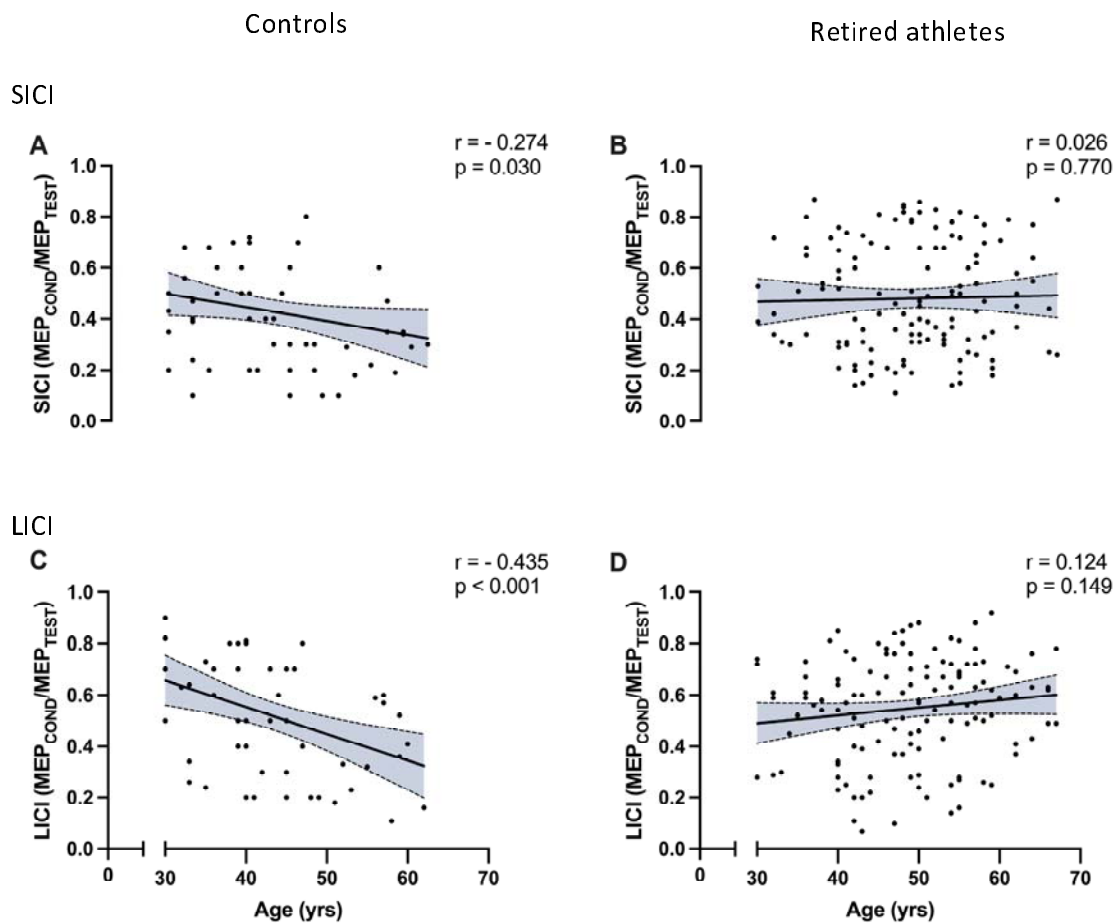 Controls
Retired athletes
SICI
A
r = - 0.274
p = 0.030
SICI (MEPCOND/MEPTEST)
1.0
0.8
0.6
0.4
0.2
0.0
B
r = 0.026
p = 0.770
SICI (MEPCOND/MEPTEST)
1.0
0.8
0.6
0.4
0.2
0.0
LICI
C
r = - 0.435
p < 0.001
LICI (MEPCOND/MEPTEST)
1.0
0.8
0.6
0.4
0.2
0.0
0 30 40 50 60 70
Age (yrs)
D
r = 0.124
p = 0.149
LICI (MEPCOND/MEPTEST)
1.0
0.8
0.6
0.4
0.2
0.0
0 30 40 50 60 70
Age (yrs)